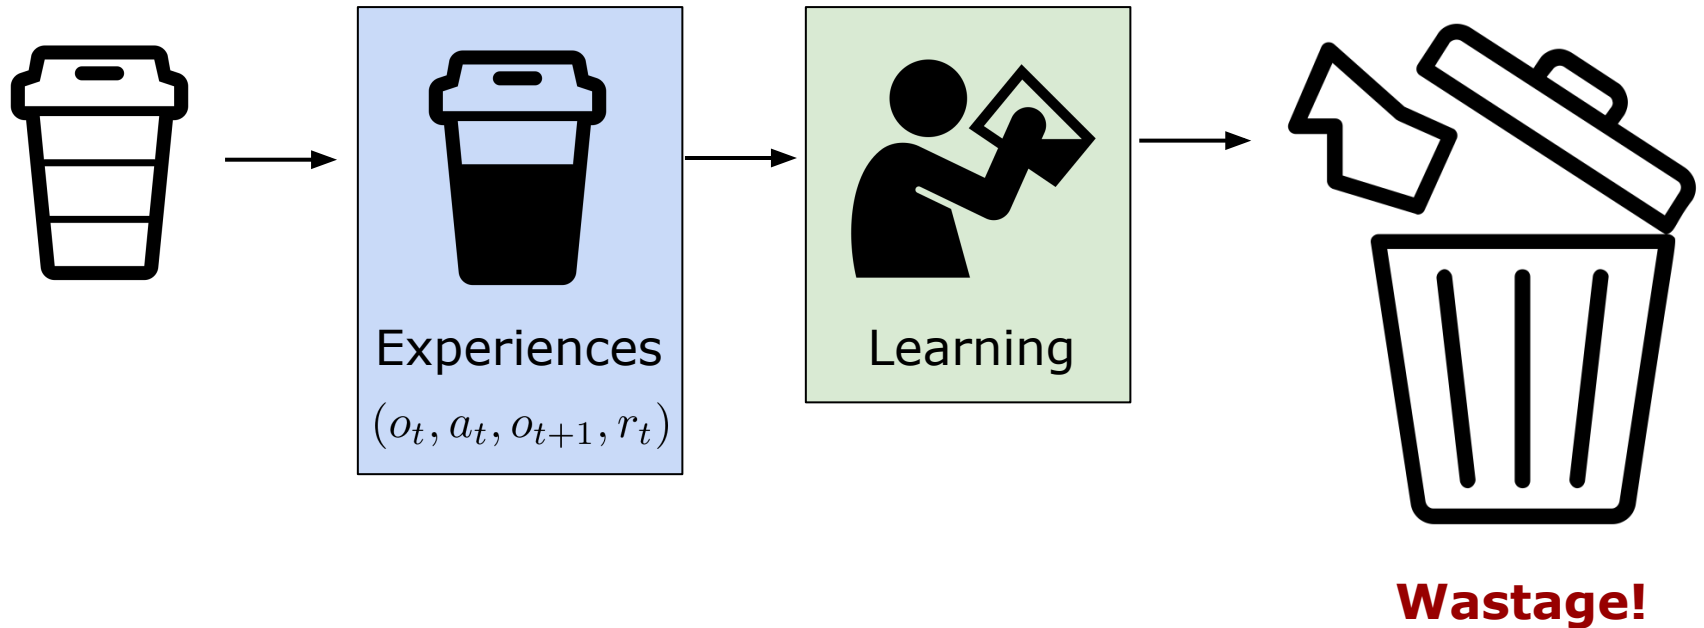 Experiences
(o_t, a_t, o_{t+1}, r_t)
Learning
Wastage!